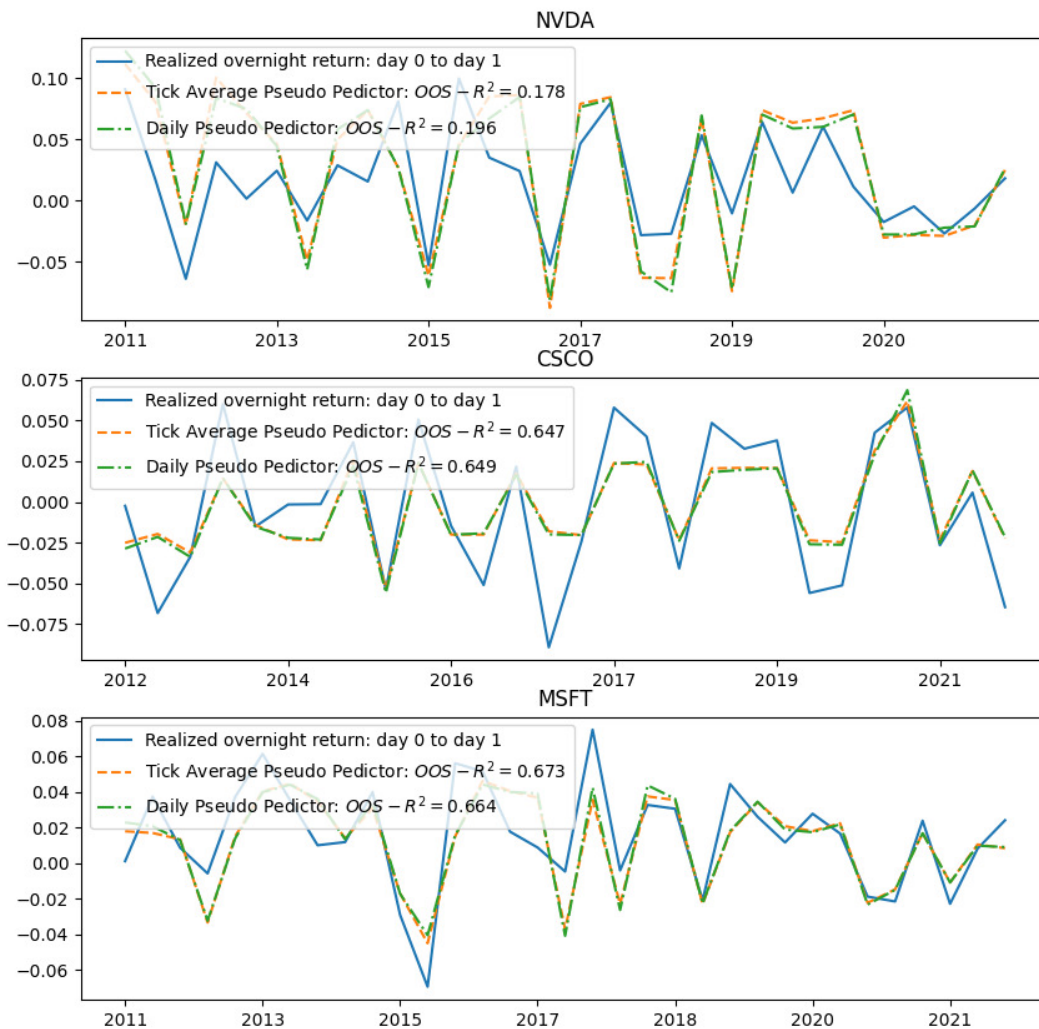 NVDA
Realized overnight return: day 0 to day 1
Tick Average Pseudo Pedictor: OOS − R² = 0.178
Daily Pseudo Pedictor: OOS − R² = 0.196
0.10
0.05
0.00
−0.05
2011 2013 2015 2017 2019 2020
CSCO
Realized overnight return: day 0 to day 1
Tick Average Pseudo Pedictor: OOS − R² = 0.647
Daily Pseudo Pedictor: OOS − R² = 0.649
0.075
0.050
0.025
0.000
−0.025
−0.050
−0.075
2012 2014 2016 2017 2019 2021
MSFT
Realized overnight return: day 0 to day 1
Tick Average Pseudo Pedictor: OOS − R² = 0.673
Daily Pseudo Pedictor: OOS − R² = 0.664
0.08
0.06
0.04
0.02
0.00
−0.02
−0.04
−0.06
2011 2013 2015 2017 2018 2020 2021